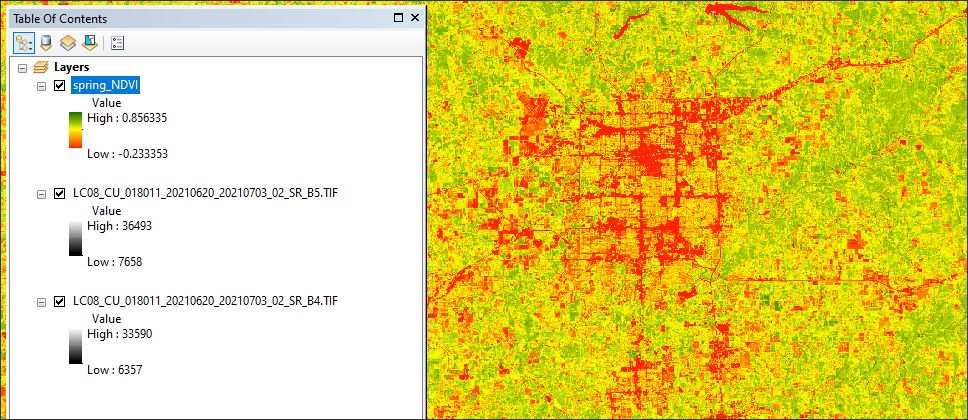 Table Of Contents
Layers
spring_NDVI
Value
High : 0.856335
Low : -0.233353
LC08_CU_018011_20210620_20210703_02_SR_B5.TIF
Value
High : 36493
Low : 7658
LC08_CU_018011_20210620_20210703_02_SR_B4.TIF
Value
High : 33590
Low : 6357